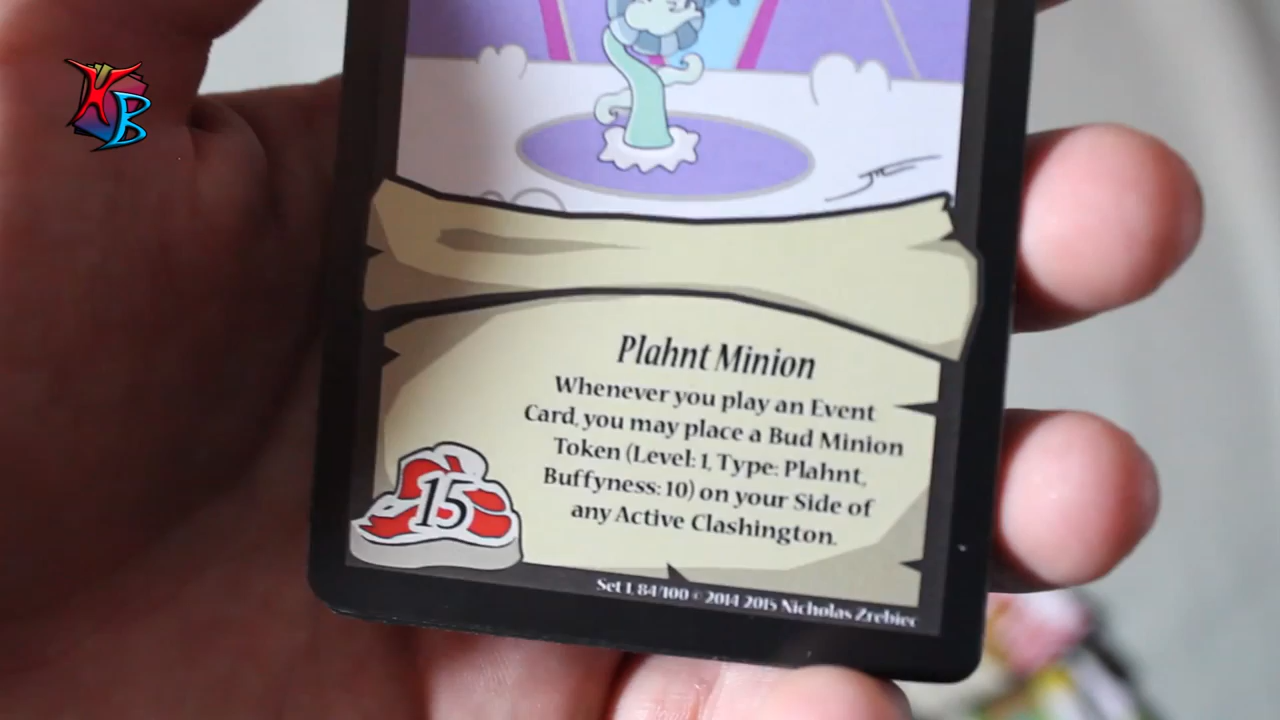 KB
Plahnt Minion
Whenever you play an Event
Card, you may place a Bud Minion
Token (Level: 1, Type: Plahnt,
Buffyness: 10) on your Side of
any Active Clashington.
15
Set 1, 84/100 © 2014 2015 Nicholas Zrebiec